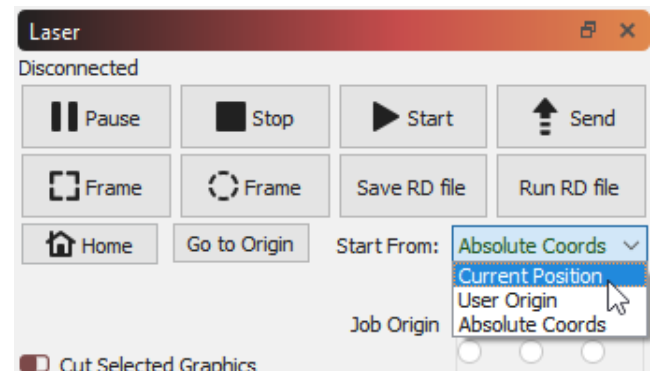 Laser
Disconnected
Pause Stop Start Send
Frame Frame Save RD file Run RD file
Home Go to Origin Start From: Absolute Coords
Current Position
User Origin
Job Origin Absolute Coords
Cut Selected Graphics